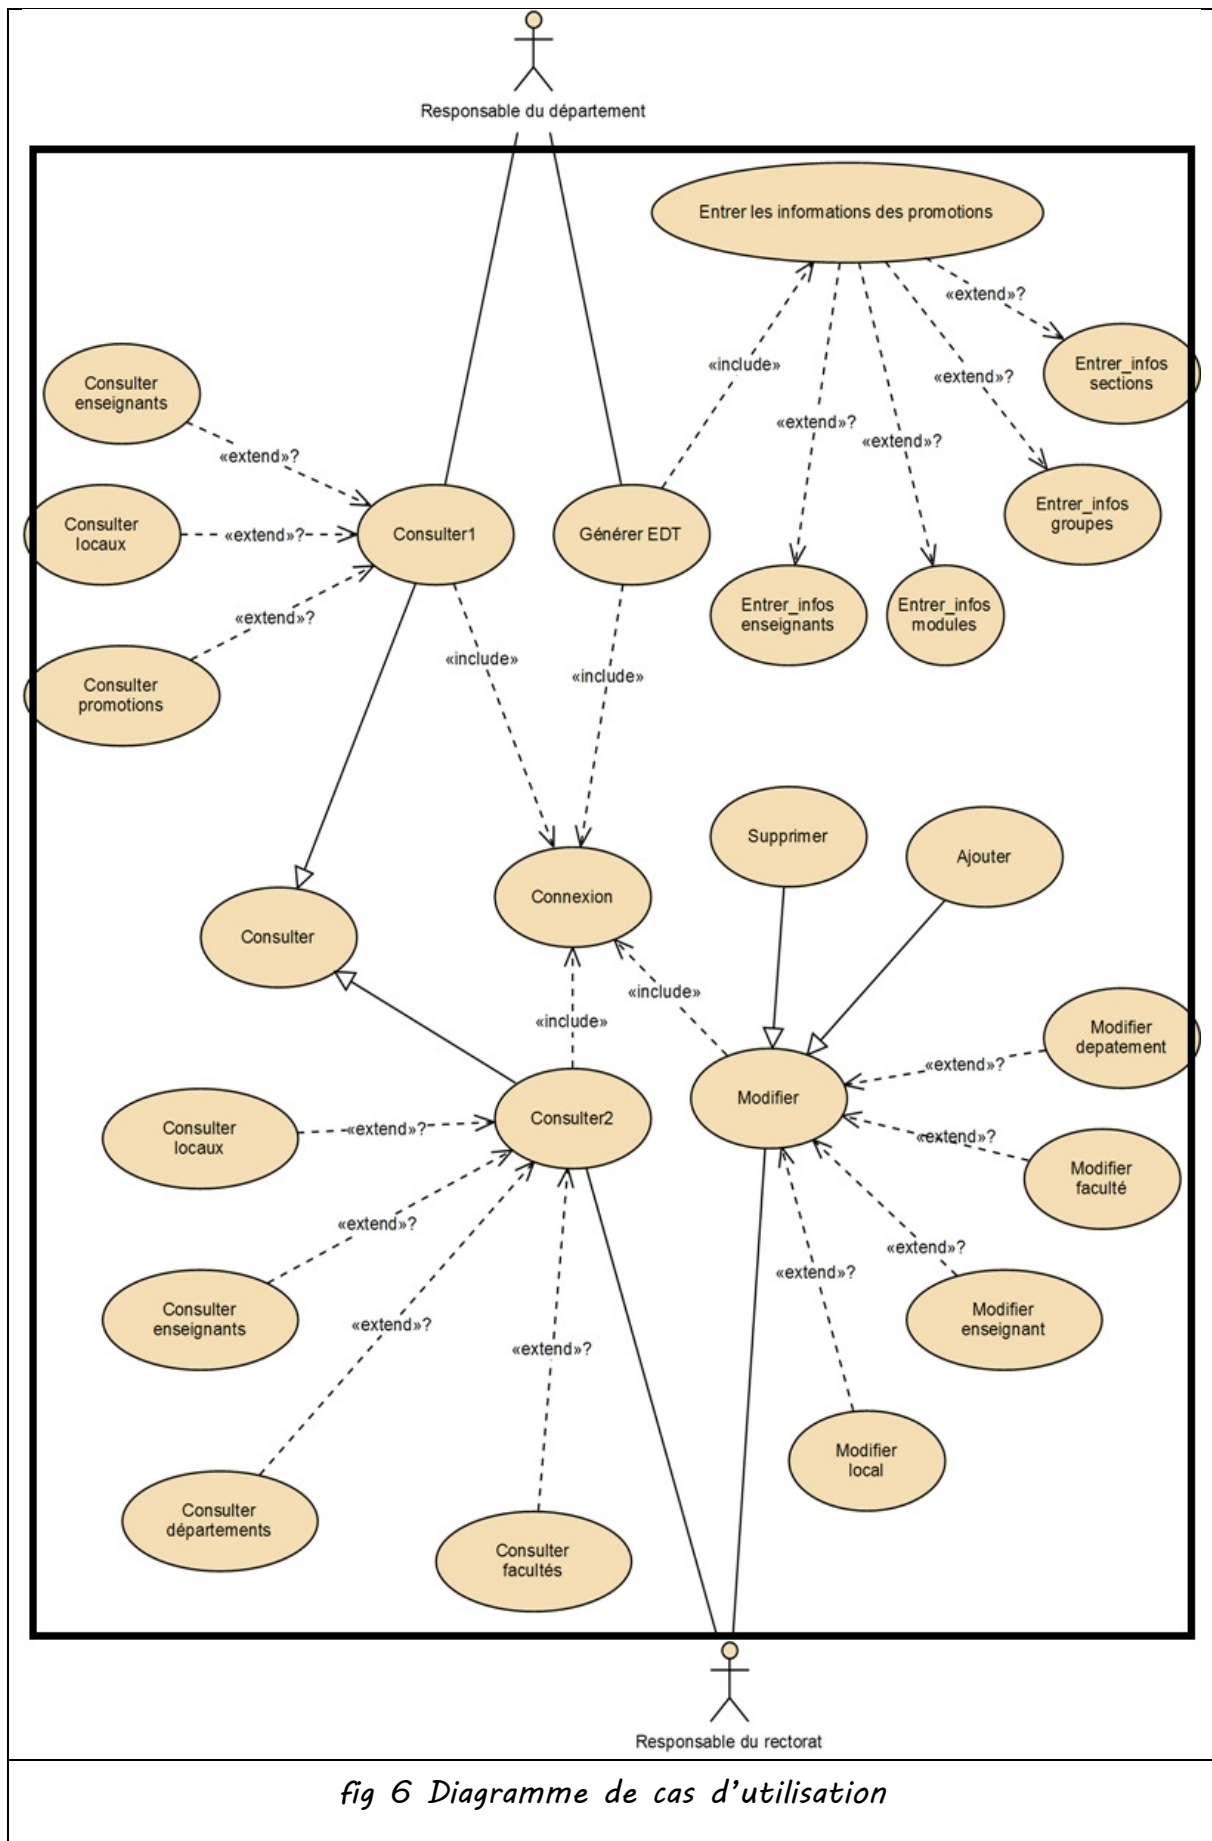 Responsable du département
Entrer les informations des promotions
«extend»?
Consulter
enseignants
«include»
«extend»?
Entrer_infos
sections
«extend»?
«extend»?
«extend»?
Consulter
locaux
«extend»?
Consulter1
Générer EDT
Entrer_infos
groupes
«extend»?
Entrer_infos
enseignants
Entrer_infos
modules
Consulter
promotions
«include»
«include»
Supprimer
Ajouter
Connexion
Consulter
«include»
«include»
Modifier
depatement
«extend»?
Consulter
locaux
«extend»?
Consulter2
Modifier
«extend»?
Modifier
faculté
«extend»?
«extend»?
«extend»?
Consulter
enseignants
«extend»?
«extend»?
Modifier
enseignant
Modifier
local
Consulter
départements
Consulter
facultés
Responsable du rectorat
fig 6 Diagramme de cas d'utilisation